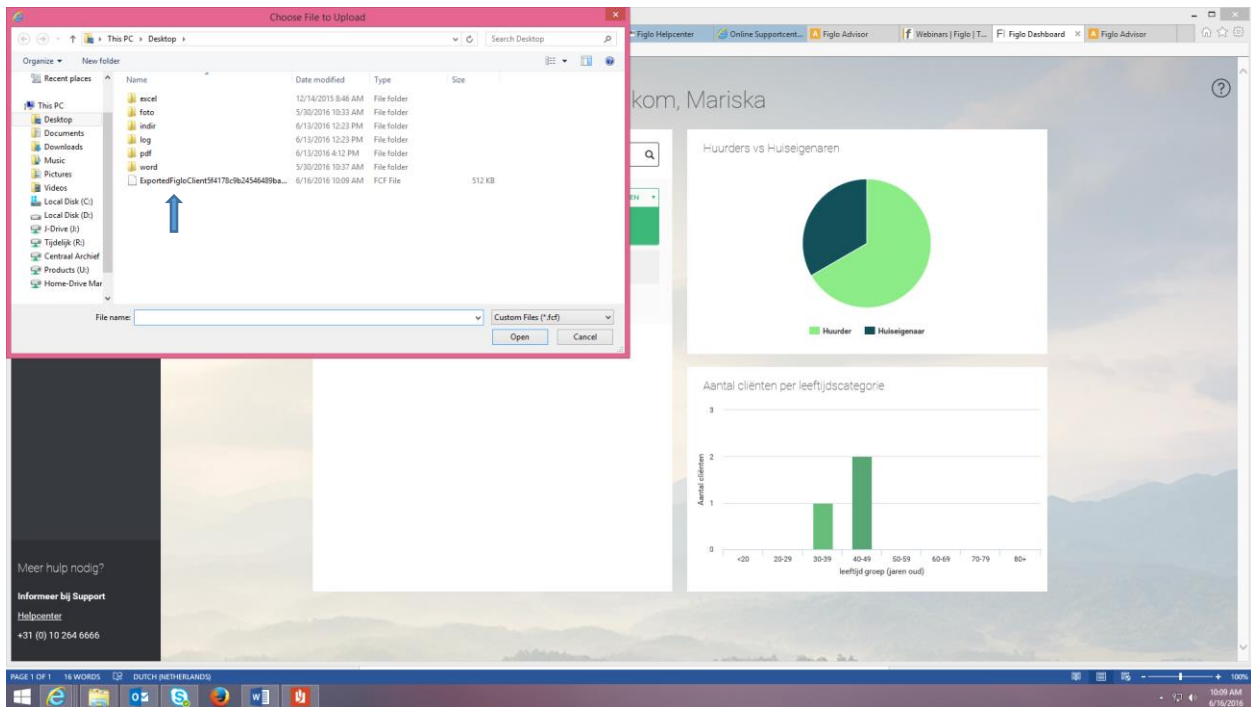 Choose File to Upload
This PC Desktop
Search Desktop
Organize
New folder
Recent places
This PC
Desktop
Documents
Downloads
Music
Pictures
Videos
Local Disk (C:)
Local Disk (D:)
J-Drive (J:)
Tijdelijk (R:)
Centraal Archief
Products (U:)
Home-Drive Mar
Name Date modified Type Size
excel 12/14/2015 8:46 AM File folder
foto 5/30/2016 10:33 AM File folder
indir 6/13/2016 12:23 PM File folder
log 6/13/2016 12:23 PM File folder
pdf 6/13/2016 4:12 PM File folder
word 5/30/2016 10:37 AM File folder
ExportedFigloClient5f4178c9b24546489ba... 6/16/2016 10:09 AM FCF File 512 KB
File name: Custom Files (*.fcf)
Open Cancel
Figlo Helpcenter Online Supportcent... Figlo Advisor Webinars | Figlo | T... Figlo Dashboard Figlo Advisor
kom, Mariska
?
EN
Huurders vs Huiseigenaren
Huurder Huiseigenaar
Aantal cliënten per leeftijdscategorie
Aantal cliënten
3
2
1
0
<20 20-29 30-39 40-49 50-59 60-69 70-79 80+
leeftijd groep (jaren oud)
Meer hulp nodig?
Informeer bij Support
Helpcenter
+31 (0) 10 264 6666
PAGE 1 OF 1 16 WORDS DUTCH (NETHERLANDS) 100%
10:09 AM
6/16/2016